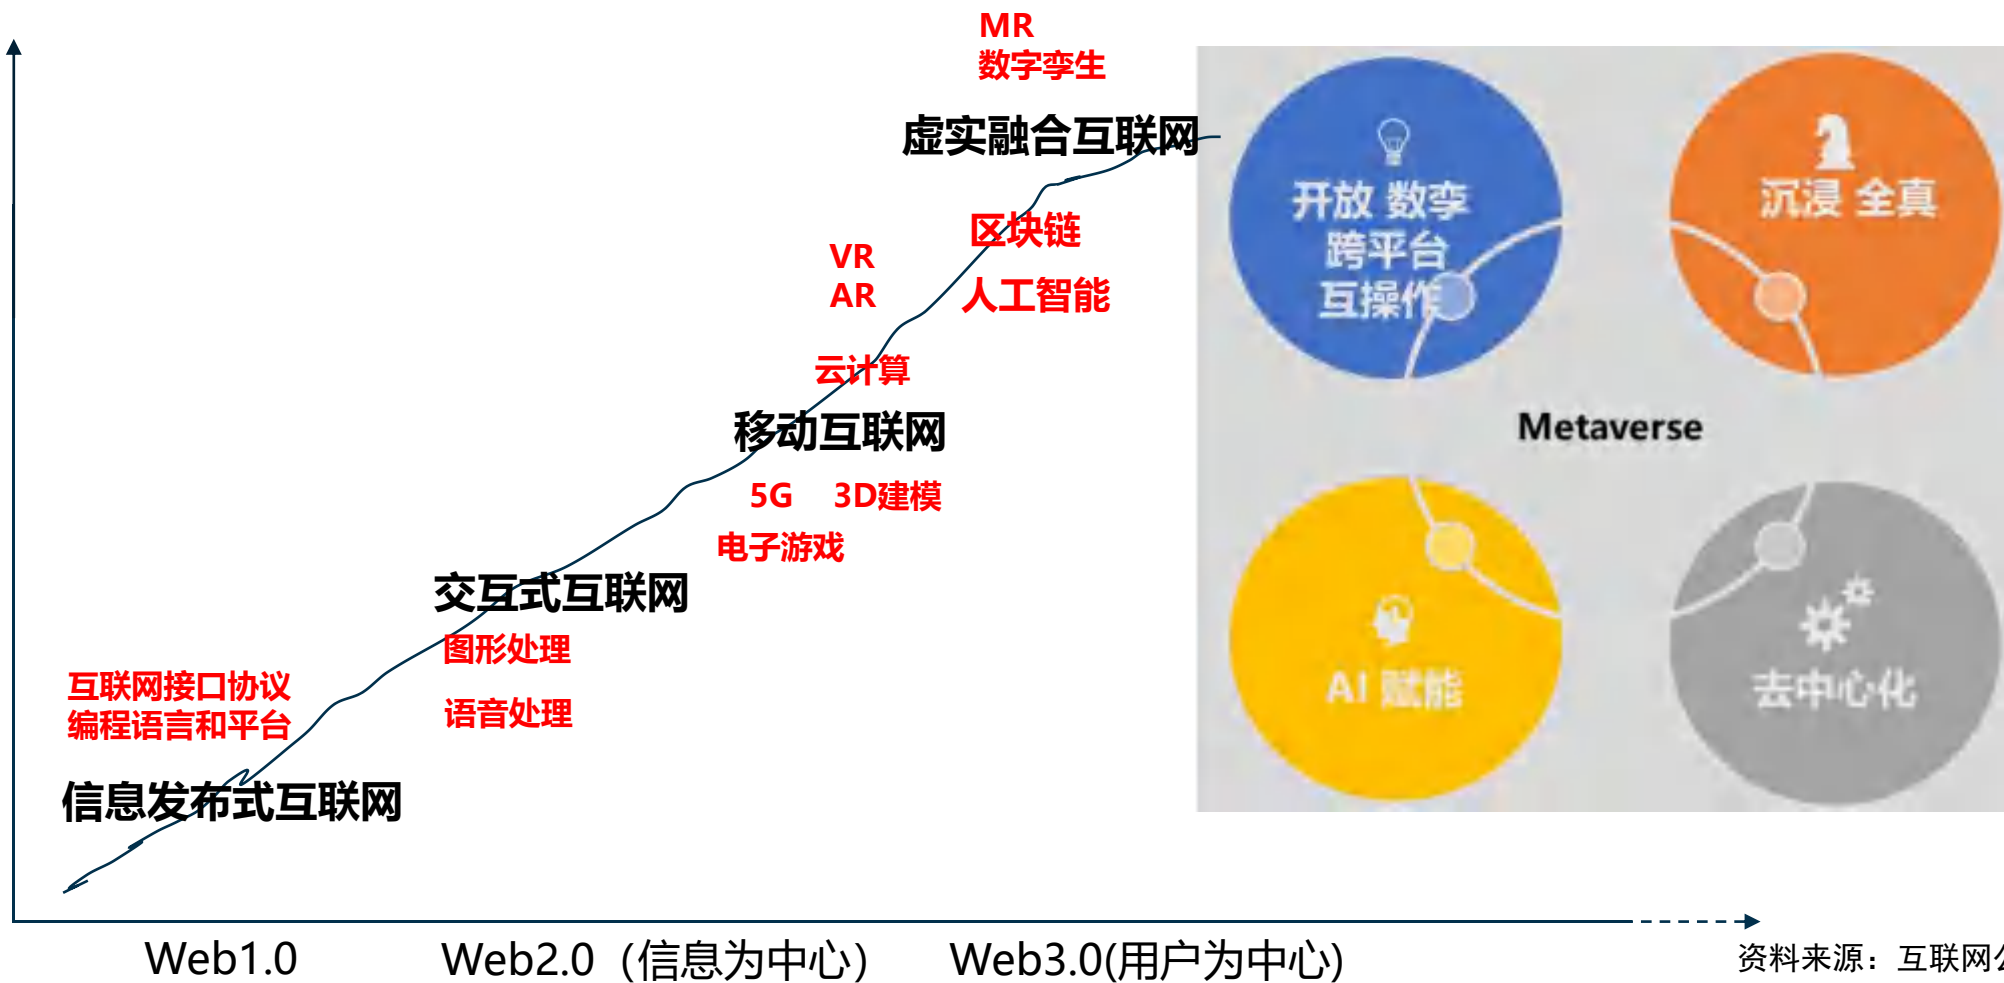 MR
数字孪生
虚实融合互联网
区块链
人工智能
VR
AR
云计算
移动互联网
5G 3D建模
电子游戏
交互式互联网
图形处理
语音处理
互联网接口协议
编程语言和平台
信息发布式互联网
开放 数孪
跨平台
互操作
沉浸 全真
Metaverse
AI 赋能
去中心化
Web1.0
Web2.0（信息为中心）
Web3.0(用户为中心)
资料来源：互联网公